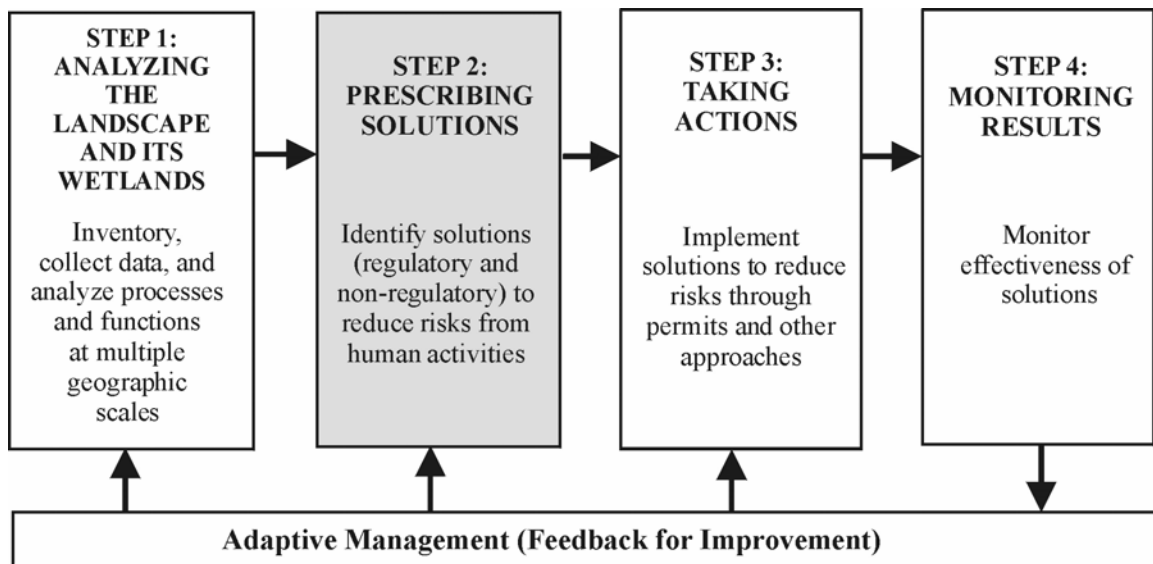 STEP 1:
ANALYZING
THE
LANDSCAPE
AND ITS
WETLANDS
Inventory,
collect data, and
analyze processes
and functions
at multiple
geographic
scales
STEP 2:
PRESCRIBING
SOLUTIONS
Identify solutions
(regulatory and
non-regulatory) to
reduce risks from
human activities
STEP 3:
TAKING
ACTIONS
Implement
solutions to reduce
risks through
permits and other
approaches
STEP 4:
MONITORING
RESULTS
Monitor
effectiveness of
solutions
Adaptive Management (Feedback for Improvement)